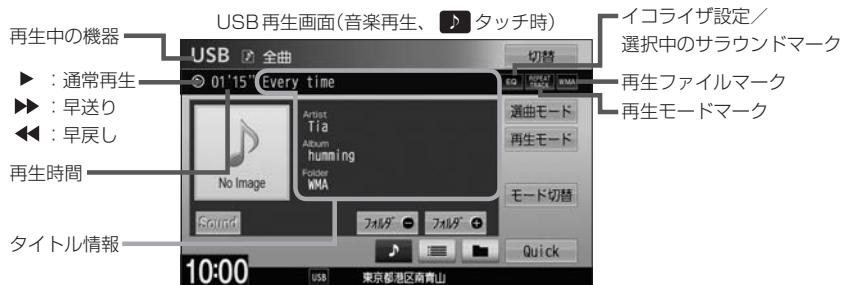 USB再生画面(音楽再生、♪タッチ時)
再生中の機器
▶：通常再生
▶▶：早送り
◀◀：早戻し
再生時間
タイトル情報
イコライザ設定／
選択中のサラウンドマーク
再生ファイルマーク
再生モードマーク
USB ♪ 全曲
切替
01'15" Every time
EQ REPEAT TRACK WMA
Artist
Tia
Album
humming
Folder
WMA
No Image
選曲モード
再生モード
モード切替
Sound
フォルダ -
フォルダ +
♪
Quick
10:00
USB
東京都港区南青山